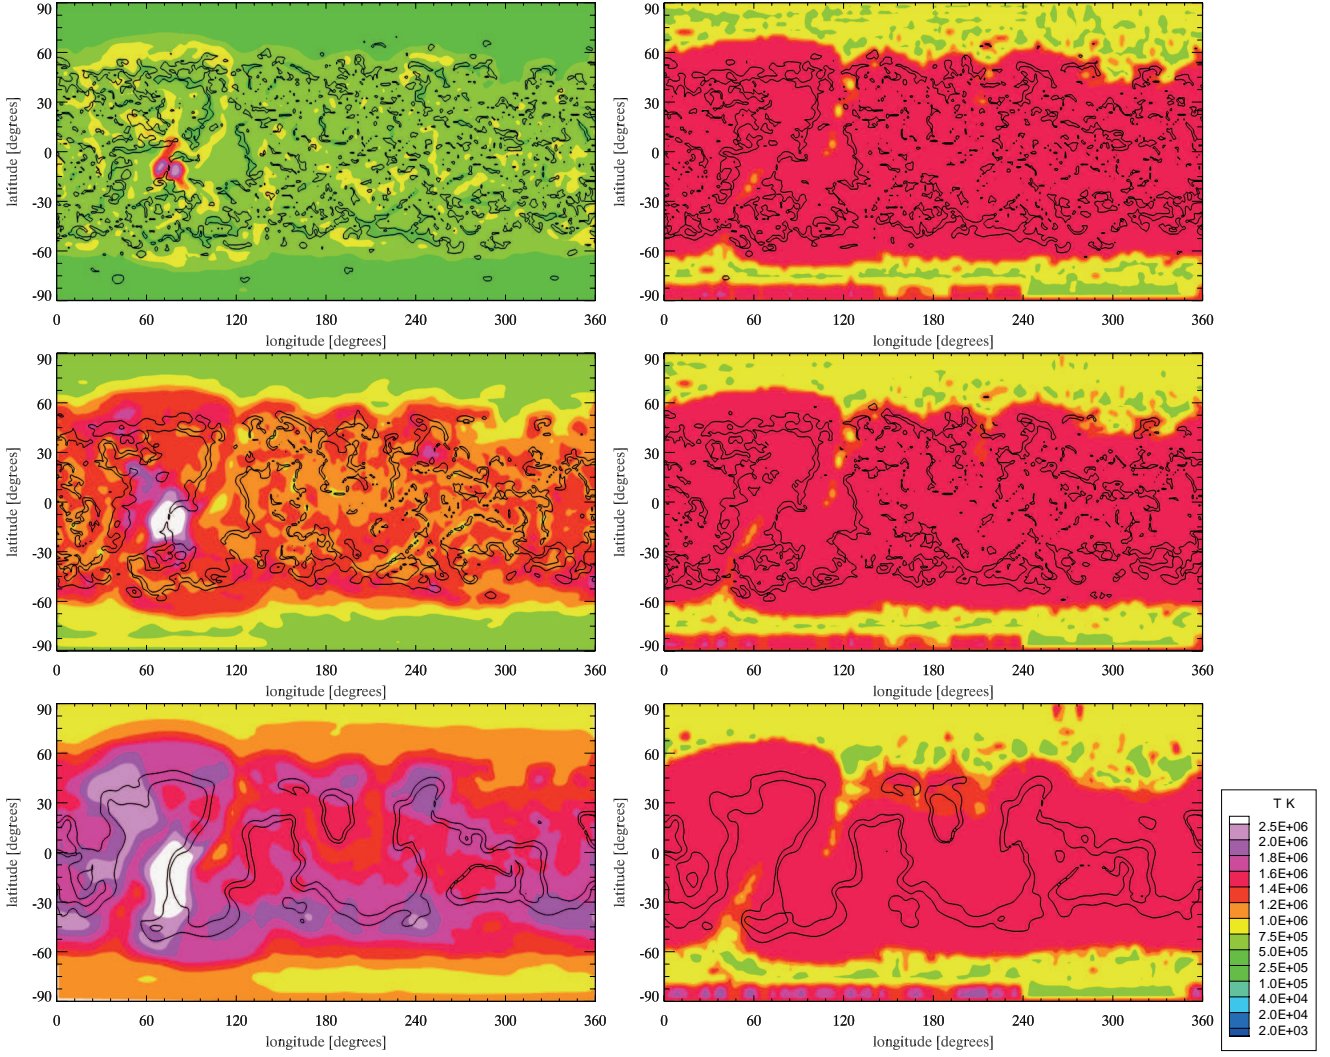 90
60
30
0
-30
-60
-90
latitude [degrees]
0 60 120 180 240 300 360
longitude [degrees]
90
60
30
0
-30
-60
-90
latitude [degrees]
0 60 120 180 240 300 360
longitude [degrees]
90
60
30
0
-30
-60
-90
latitude [degrees]
0 60 120 180 240 300 360
longitude [degrees]
90
60
30
0
-30
-60
-90
latitude [degrees]
0 60 120 180 240 300 360
longitude [degrees]
90
60
30
0
-30
-60
-90
latitude [degrees]
0 60 120 180 240 300 360
longitude [degrees]
90
60
30
0
-30
-60
-90
latitude [degrees]
0 60 120 180 240 300 360
longitude [degrees]
T K
2.5E+06
2.0E+06
1.8E+06
1.6E+06
1.4E+06
1.2E+06
1.0E+06
7.5E+05
5.0E+05
2.5E+05
1.0E+05
4.0E+04
2.0E+04
2.0E+03